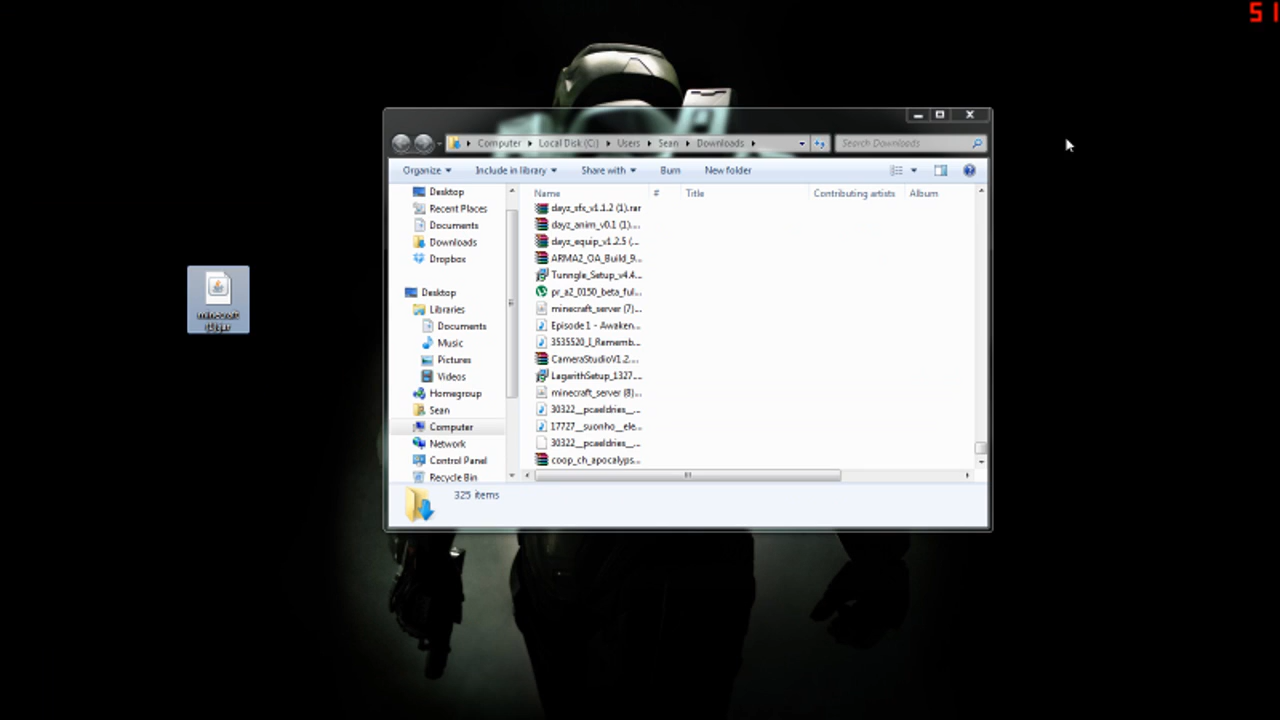 51
Computer Local Disk (C:) Users Sean Downloads
Search Downloads
Organize Include in library Share with Burn New folder
Desktop
Recent Places
Documents
Downloads
Dropbox
Desktop
Libraries
Documents
Music
Pictures
Videos
Homegroup
Sean
Computer
Network
Control Panel
Recycle Bin
Name # Title Contributing artists Album
dayz_sfx_v1.1.2 (1).rar
dayz_anim_v0.1 (1)....
dayz_equip_v1.2.5 (...
ARMA2_OA_Build_9...
Tunngle_Setup_v4.4...
pr_a2_0150_beta_ful...
minecraft_server (7)...
Episode 1 - Awaken...
3535520_I_Rememb...
CameraStudioV1.2....
LagarithSetup_1327...
minecraft_server (8)...
30322__pcaeldries__...
17727__suonho__ele...
30322__pcaeldries__...
coop_ch_apocalyps...
325 items
minecraft